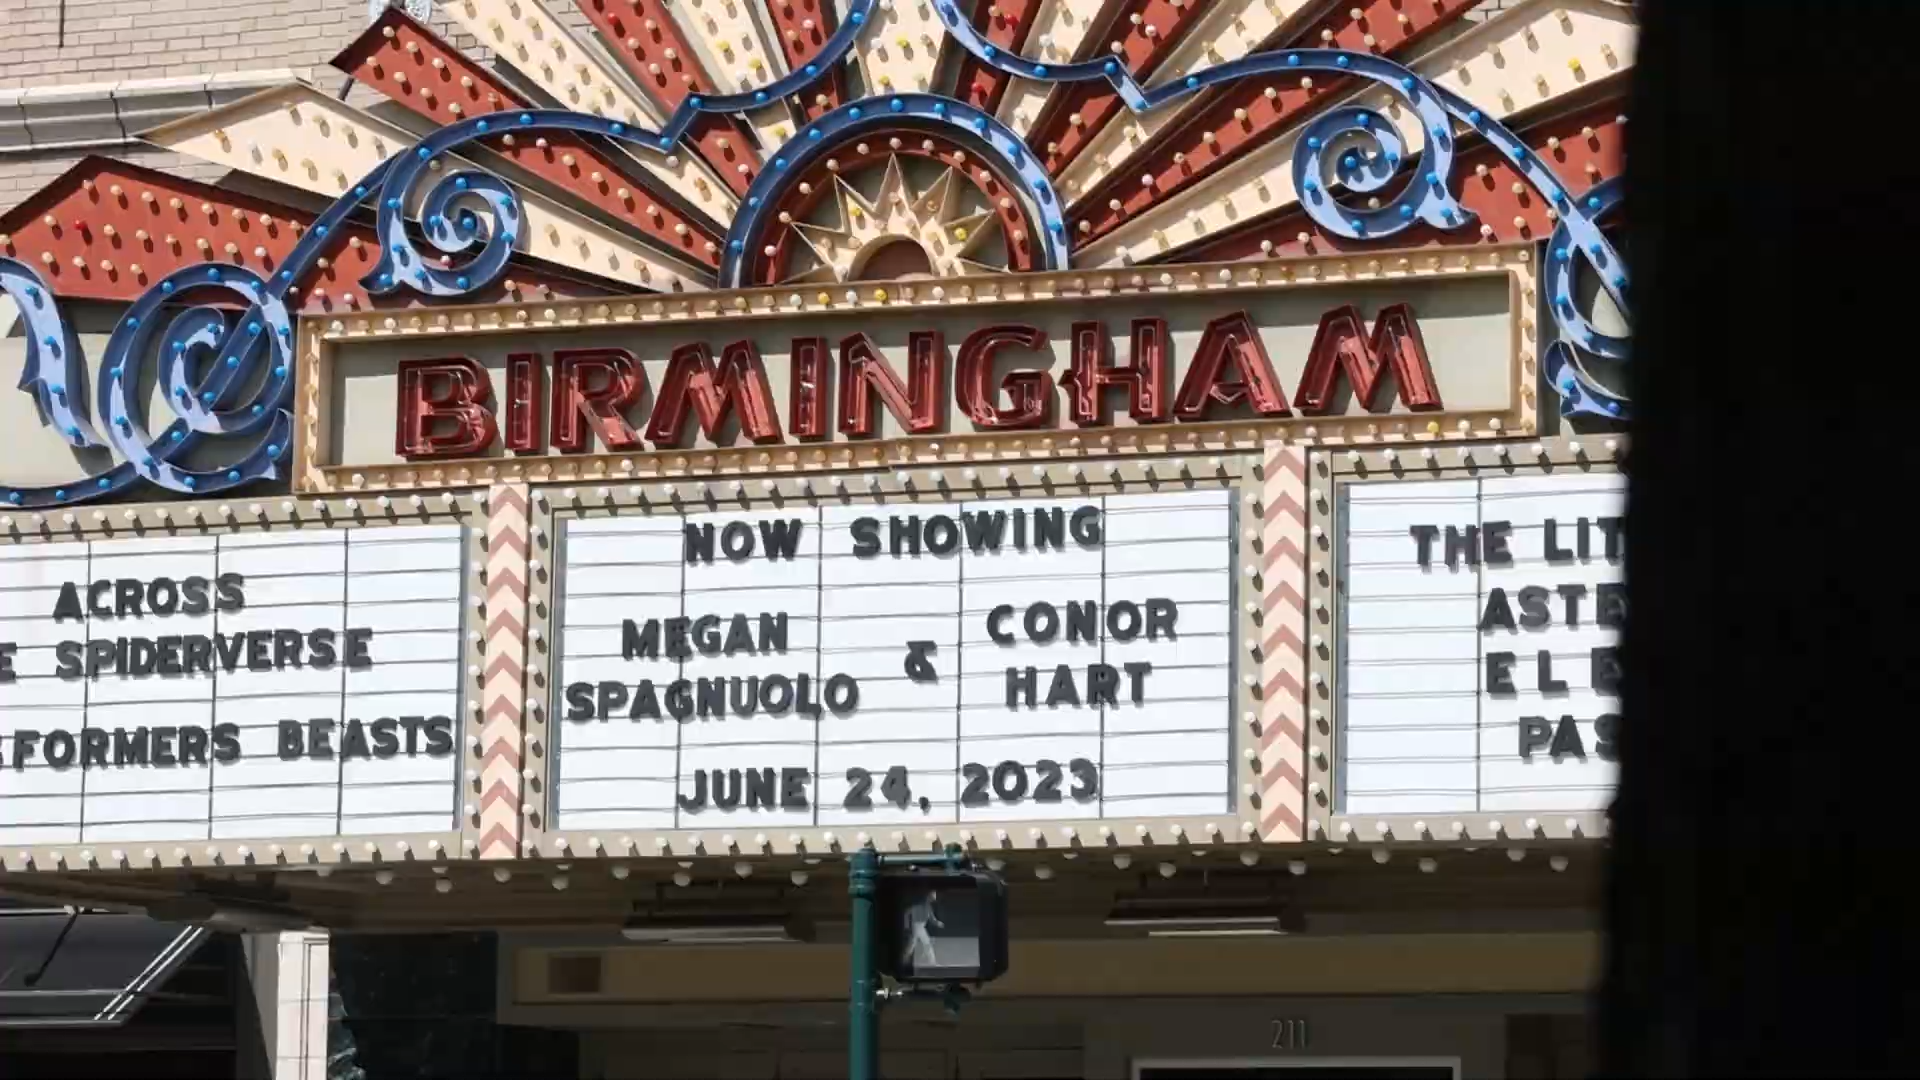 BIRMINGHAM
ACROSS
SPIDERVERSE
BEASTS
NOW SHOWING
MEGAN
SPAGNUOLO
&
CONOR
HART
JUNE 24, 2023
THE
211